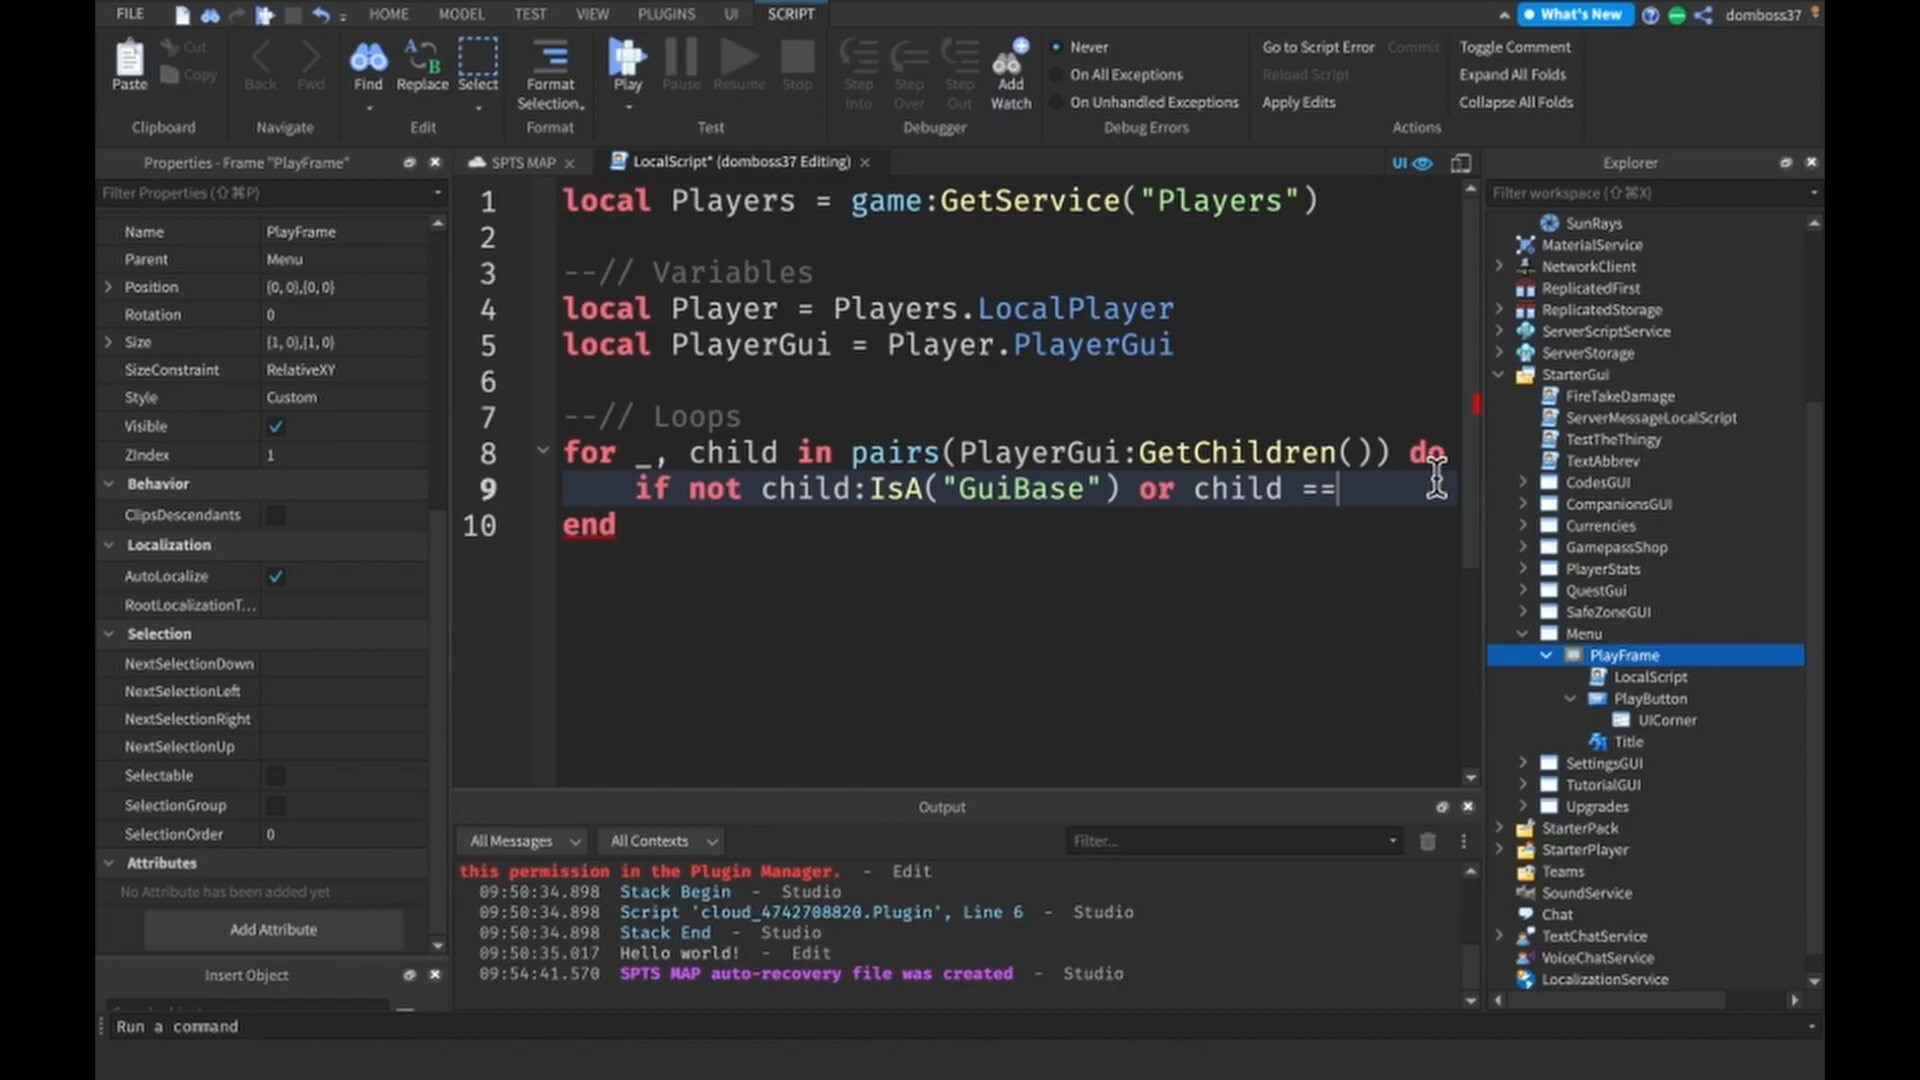 FILE
HOME
MODEL
TEST
VIEW
PLUGINS
UI
SCRIPT
What's New
domboss37
Paste
Cut
Copy
Clipboard
Back
Fwd
Navigate
Find
Replace
Select
Edit
Format
Selection
Format
Play
Pause
Resume
Stop
Test
Step
Into
Step
Over
Step
Out
Add
Watch
Debugger
Never
On All Exceptions
On Unhandled Exceptions
Debug Errors
Go to Script Error
Reload Script
Apply Edits
Commit
Toggle Comment
Expand All Folds
Collapse All Folds
Actions
Properties - Frame "PlayFrame"
Filter Properties (⇧⌘P)
Name PlayFrame
Parent Menu
Position {0, 0},{0, 0}
Rotation 0
Size {1, 0},{1, 0}
SizeConstraint RelativeXY
Style Custom
Visible
ZIndex 1
Behavior
ClipsDescendants
Localization
AutoLocalize
RootLocalizationT...
Selection
NextSelectionDown
NextSelectionLeft
NextSelectionRight
NextSelectionUp
Selectable
SelectionGroup
SelectionOrder 0
Attributes
No Attribute has been added yet
Add Attribute
Insert Object
SPTS MAP
LocalScript* (domboss37 Editing)
UI
1 local Players = game:GetService("Players")
2
3 --// Variables
4 local Player = Players.LocalPlayer
5 local PlayerGui = Player.PlayerGui
6
7 --// Loops
8 for _, child in pairs(PlayerGui:GetChildren()) do
9 if not child:IsA("GuiBase") or child ==
10 end
Output
All Messages
All Contexts
Filter...
this permission in the Plugin Manager. - Edit
09:50:34.898 Stack Begin - Studio
09:50:34.898 Script 'cloud_4742708820.Plugin', Line 6 - Studio
09:50:34.898 Stack End - Studio
09:50:35.017 Hello world! - Edit
09:54:41.570 SPTS MAP auto-recovery file was created - Studio
Explorer
Filter workspace (⇧⌘X)
SunRays
MaterialService
NetworkClient
ReplicatedFirst
ReplicatedStorage
ServerScriptService
ServerStorage
StarterGui
FireTakeDamage
ServerMessageLocalScript
TestTheThingy
TextAbbrev
CodesGUI
CompanionsGUI
Currencies
GamepassShop
PlayerStats
QuestGui
SafeZoneGUI
Menu
PlayFrame
LocalScript
PlayButton
UICorner
Title
SettingsGUI
TutorialGUI
Upgrades
StarterPack
StarterPlayer
Teams
SoundService
Chat
TextChatService
VoiceChatService
LocalizationService
Run a command